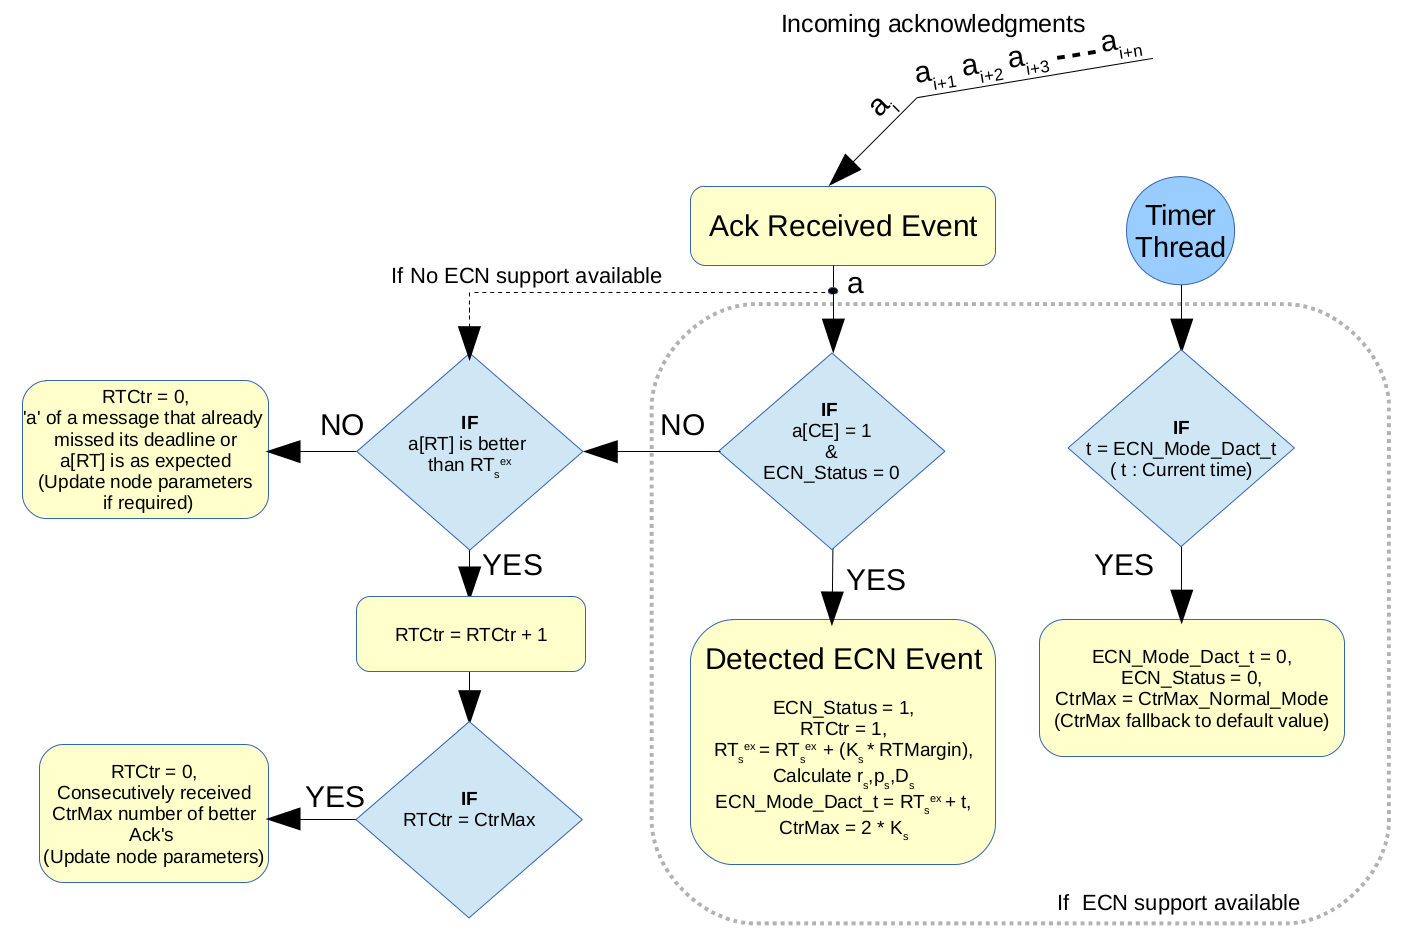 Incoming acknowledgments
a_i a_{i+1} a_{i+2} a_{i+3} --- a_{i+n}
Ack Received Event
Timer
Thread
If No ECN support available
a
RTCtr = 0,
'a' of a message that already
missed its deadline or
a[RT] is as expected
(Update node parameters
if required)
NO
IF
a[RT] is better
than RT_s^{ex}
NO
IF
a[CE] = 1
&
ECN_Status = 0
IF
t = ECN_Mode_Dact_t
( t : Current time)
YES
YES
YES
RTCtr = RTCtr + 1
Detected ECN Event
ECN_Status = 1,
RTCtr = 1,
RT_s^{ex} = RT_s^{ex} + (K_s * RTMargin),
Calculate r_s,p_s,D_s
ECN_Mode_Dact_t = RT_s^{ex} + t,
CtrMax = 2 * K_s
ECN_Mode_Dact_t = 0,
ECN_Status = 0,
CtrMax = CtrMax_Normal_Mode
(CtrMax fallback to default value)
RTCtr = 0,
Consecutively received
CtrMax number of better
Ack's
(Update node parameters)
YES
IF
RTCtr = CtrMax
If ECN support available